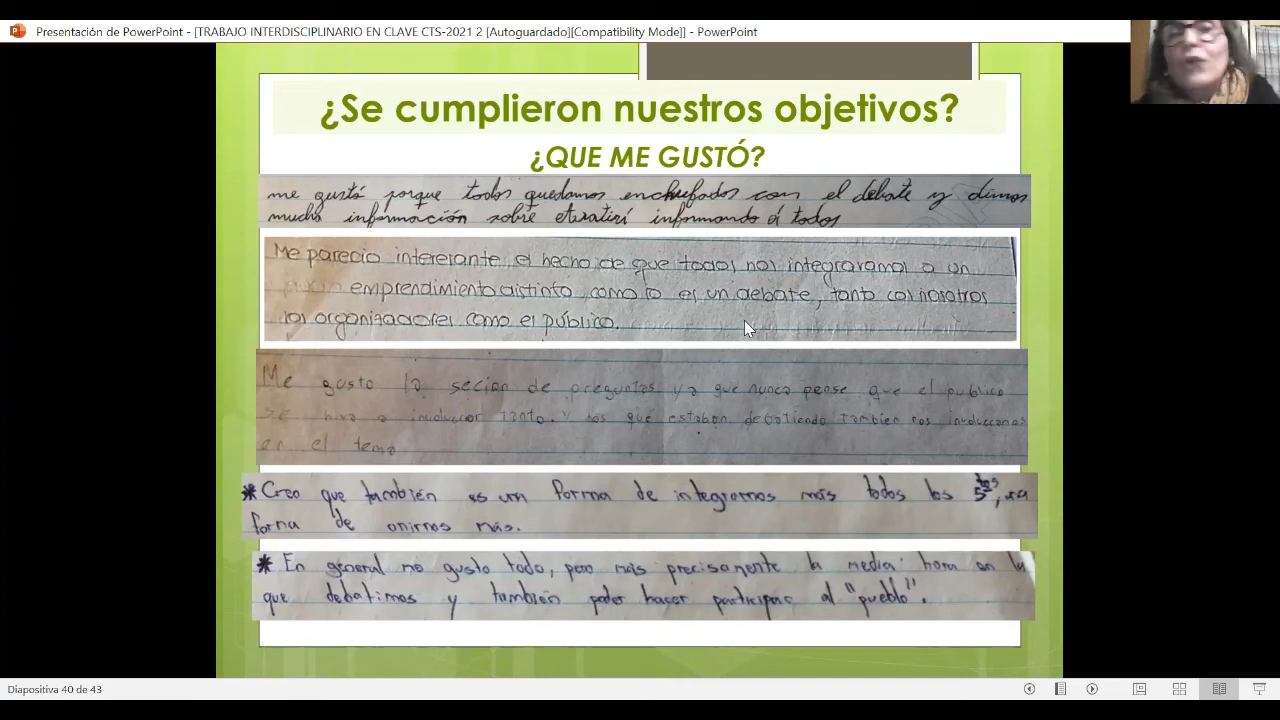 Presentación de PowerPoint - [TRABAJO INTERDISCIPLINARIO EN CLAVE CTS-2021 2 [Autoguardado][Compatibility Mode]] - PowerPoint
¿Se cumplieron nuestros objetivos?
¿QUE ME GUSTÓ?
me gustó porque todos quedamos enchufados con el debate y dimos
mucha información sobre informando a todos
Me parecio interesante el hecho de que todos nos integraramos a un
emprendimiento distinto como lo es un debate, tanto nosotros
los organizadores como el público.
Me gusto la secion de preguntas ya que nunca pense que el publico
se hiva a involucrar tanto. Y los que estaban debatiendo tambien nos involucramos
en el tema
* Creo que también es una forma de integrarnos más todos los 5tos,
forma de unirnos más.
* En general me gusto todo, pero más precisamente la media hora en la
que debatimos y también poder hacer participar al "pueblo".
Diapositiva 40 de 43